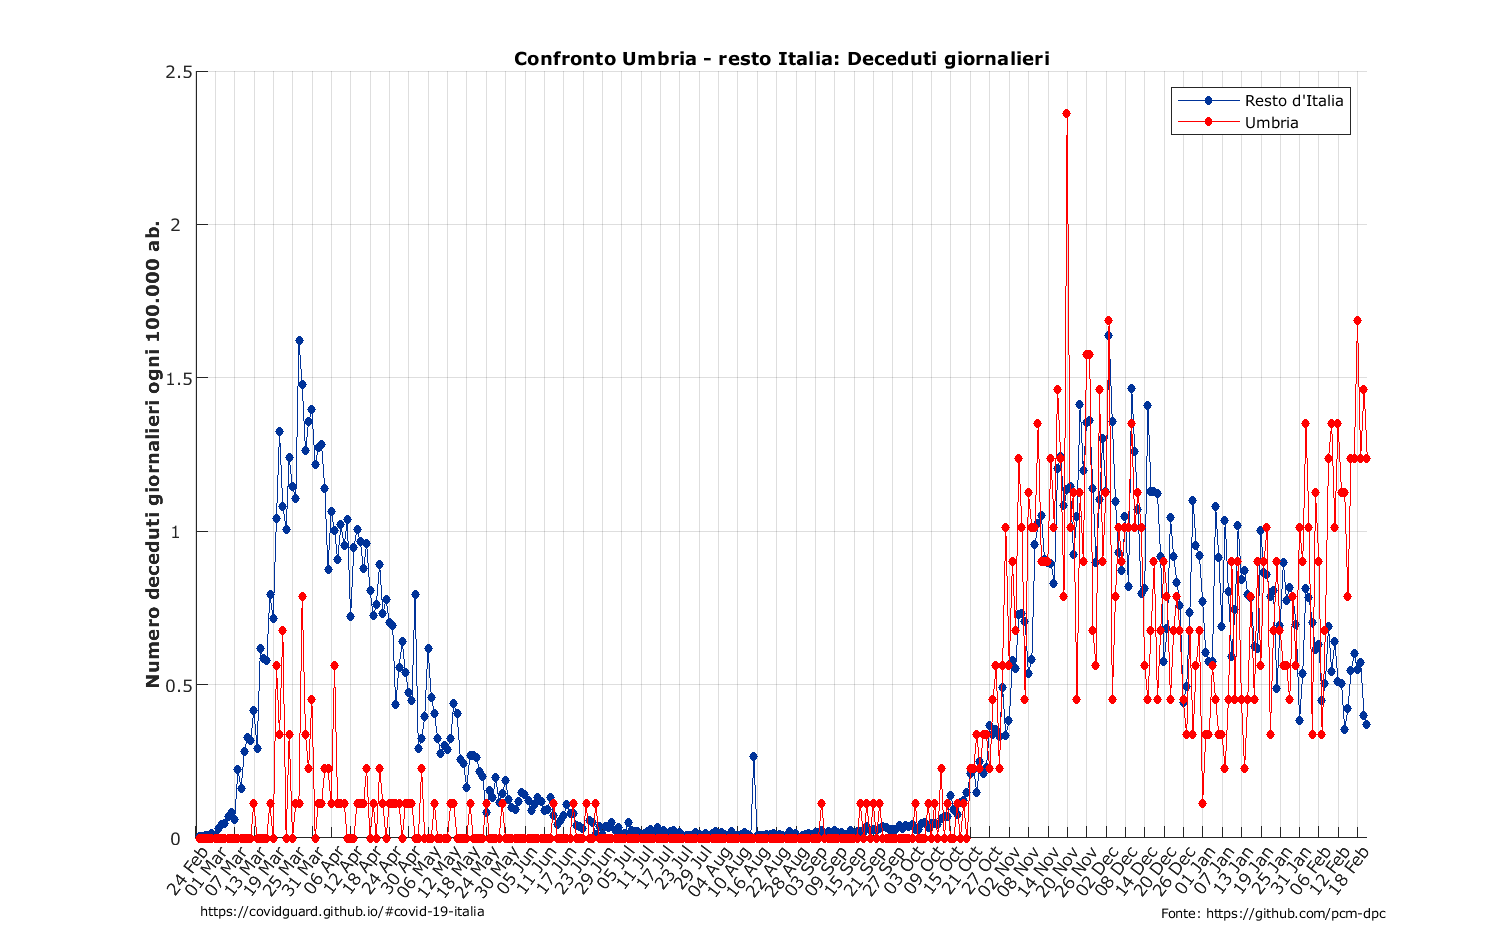 Confronto Umbria - resto Italia: Deceduti giornalieri
Resto d'Italia
Umbria
Numero deceduti giornalieri ogni 100.000 ab.
2.5
2
1.5
1
0.5
0
24 Feb
01 Mar
07 Mar
13 Mar
19 Mar
25 Mar
31 Mar
06 Apr
12 Apr
18 Apr
24 Apr
30 Apr
06 May
12 May
18 May
24 May
30 May
05 Jun
11 Jun
17 Jun
23 Jun
29 Jun
05 Jul
11 Jul
17 Jul
23 Jul
29 Jul
04 Aug
10 Aug
16 Aug
22 Aug
28 Aug
03 Sep
09 Sep
15 Sep
21 Sep
27 Sep
03 Oct
09 Oct
15 Oct
21 Oct
27 Oct
02 Nov
08 Nov
14 Nov
20 Nov
26 Nov
02 Dec
08 Dec
14 Dec
20 Dec
26 Dec
01 Jan
07 Jan
13 Jan
19 Jan
25 Jan
31 Jan
06 Feb
12 Feb
18 Feb
https://covidguard.github.io/#covid-19-italia
Fonte: https://github.com/pcm-dpc